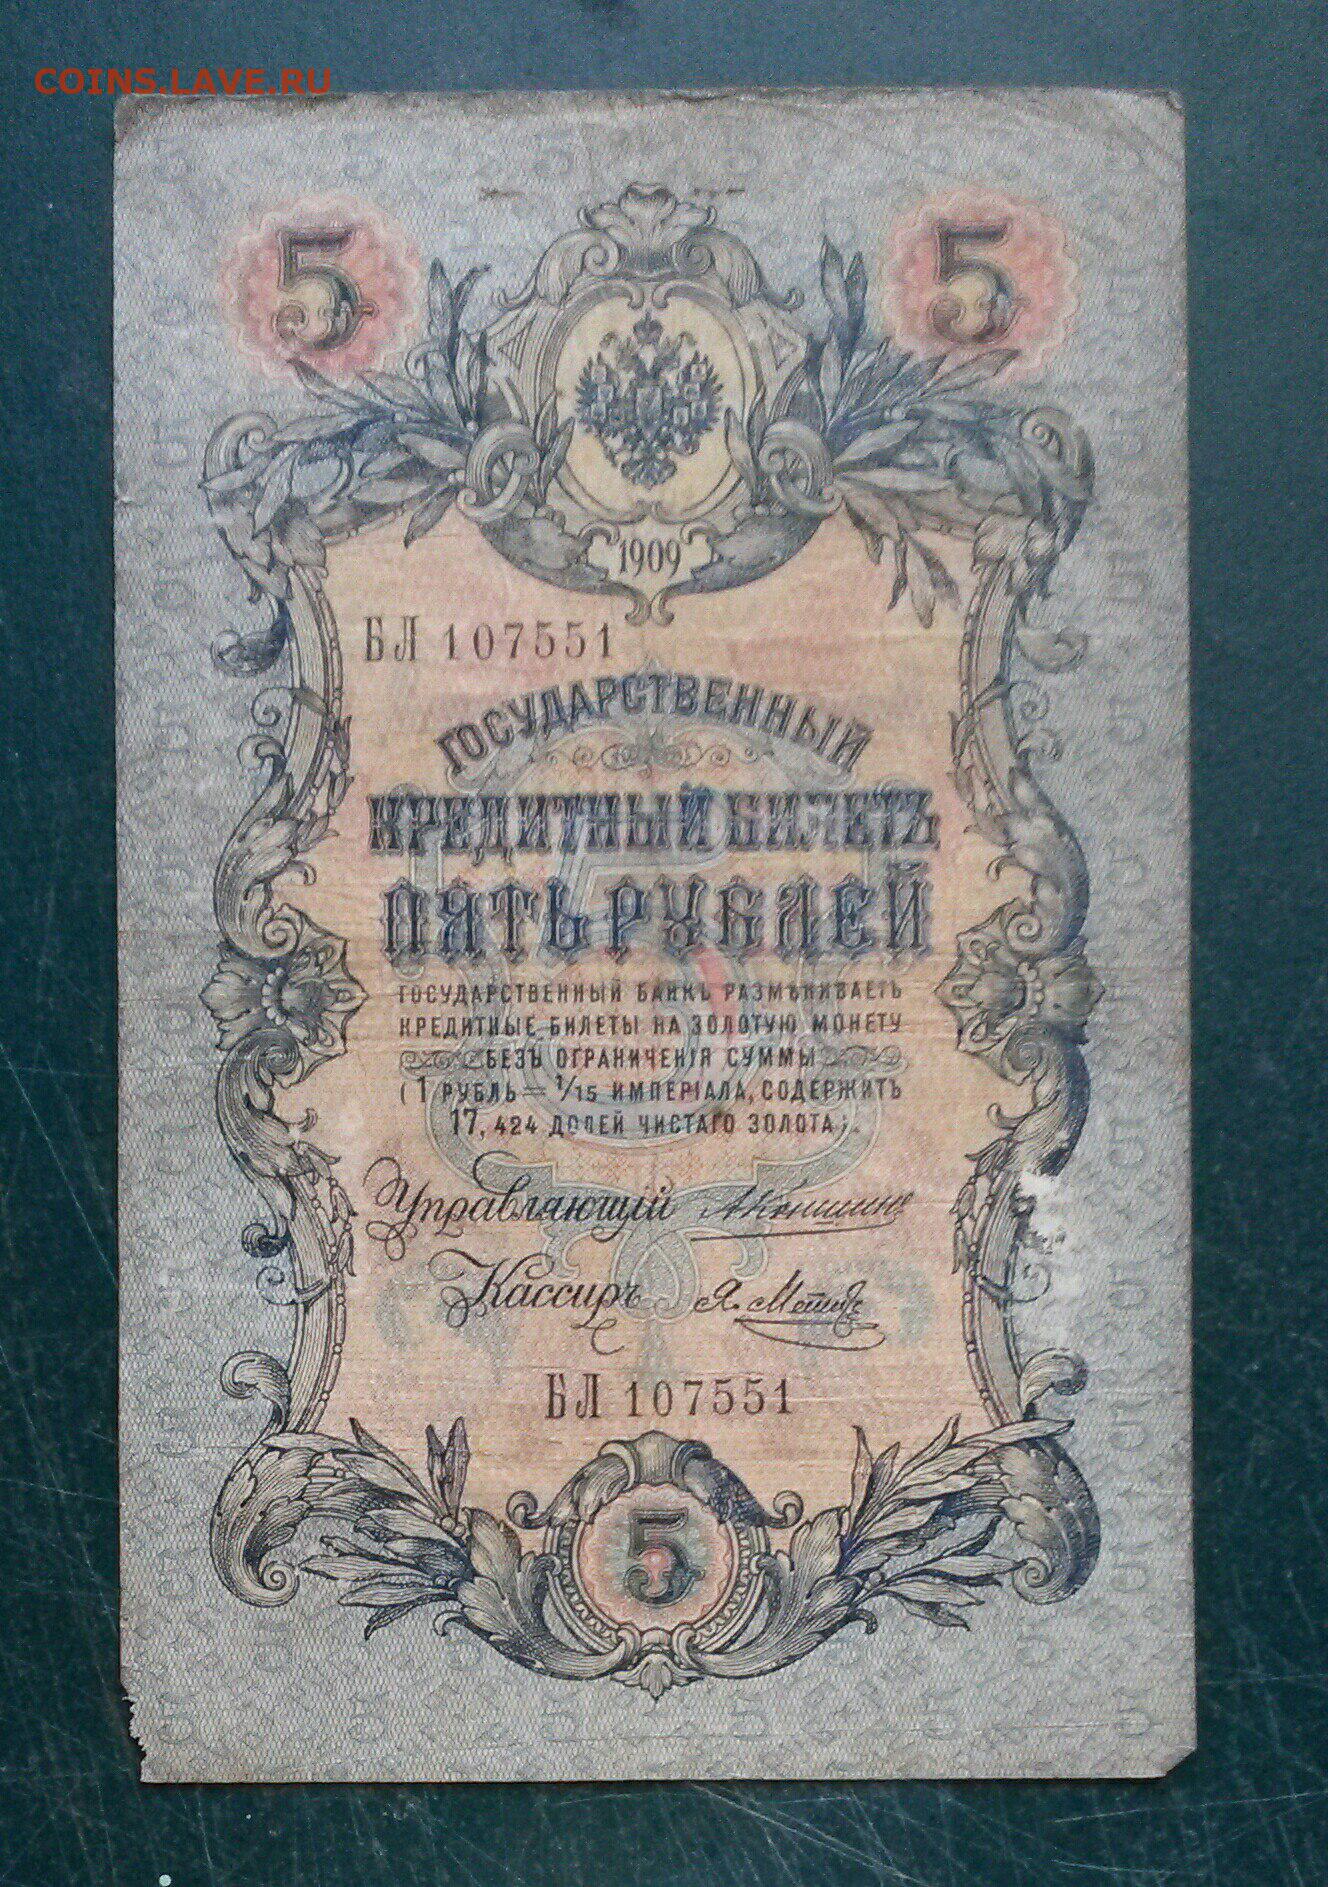 COINS.LAVE.RU
5 5
1909
БЛ 107551
ГОСУДАРСТВЕННЫЙ
КРЕДИТНЫЙ БИЛЕТЪ
ПЯТЬ РУБЛЕЙ
ГОСУДАРСТВЕННЫЙ БАНКЪ РАЗМѢНИВАЕТЪ
КРЕДИТНЫЕ БИЛЕТЫ НА ЗОЛОТУЮ МОНЕТУ
БЕЗЪ ОГРАНИЧЕНІЯ СУММЫ
(1 РУБЛЬ = 1/15 ИМПЕРІАЛА, СОДЕРЖИТЪ
17,424 ДОЛЕЙ ЧИСТАГО ЗОЛОТА).
Управляющій АКоншинъ
Кассиръ Я.
БЛ 107551
5